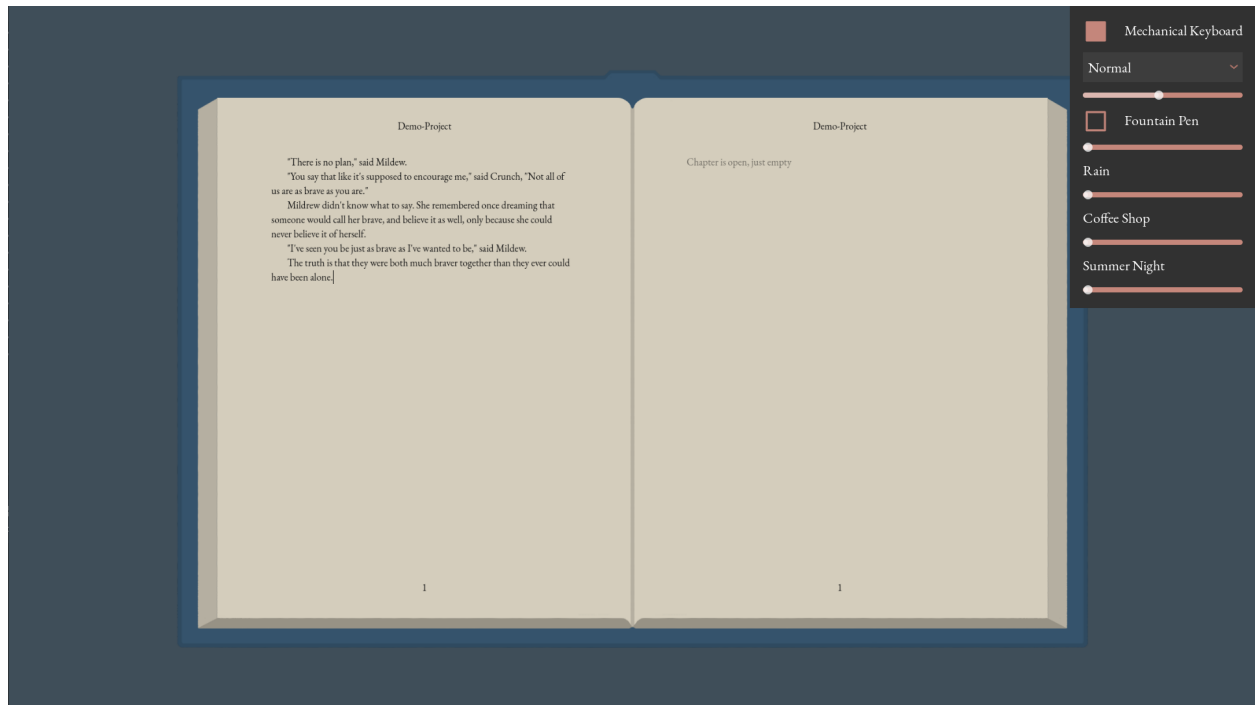 Mechanical Keyboard
Normal
Fountain Pen
Rain
Coffee Shop
Summer Night
Demo-Project
"There is no plan," said Mildew.
"You say that like it's supposed to encourage me," said Crunch, "Not all of
us are as brave as you are."
Mildrew didn't know what to say. She remembered once dreaming that
someone would call her brave, and believe it as well, only because she could
never believe it of herself.
"I've seen you be just as brave as I've wanted to be," said Mildew.
The truth is that they were both much braver together than they ever could
have been alone.
1
Demo-Project
Chapter is open, just empty
1